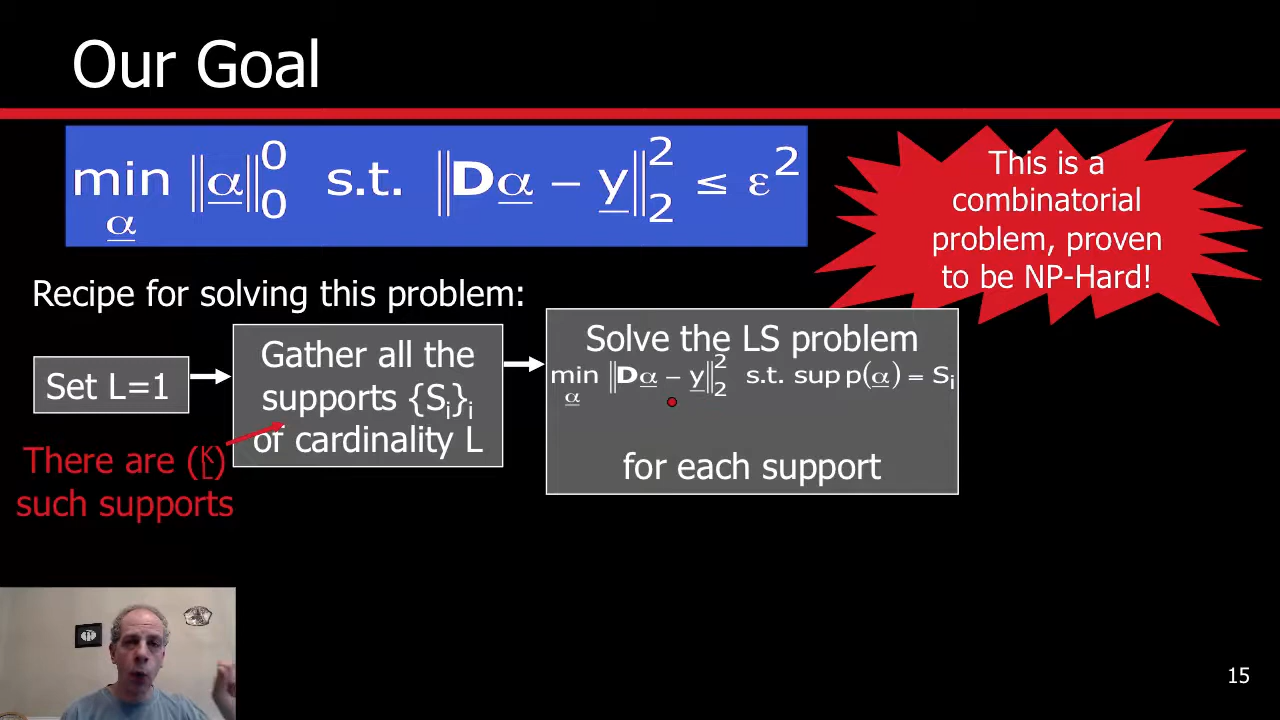 Our Goal
min ‖α‖₀⁰ s.t. ‖Dα − y‖₂² ≤ ε²
α
This is a
combinatorial
problem, proven
to be NP-Hard!
Recipe for solving this problem:
Set L=1
Gather all the
supports {Sᵢ}ᵢ
of cardinality L
There are (K L)
such supports
Solve the LS problem
min ‖Dα − y‖₂² s.t. supp(α) = Sᵢ
α
for each support
15